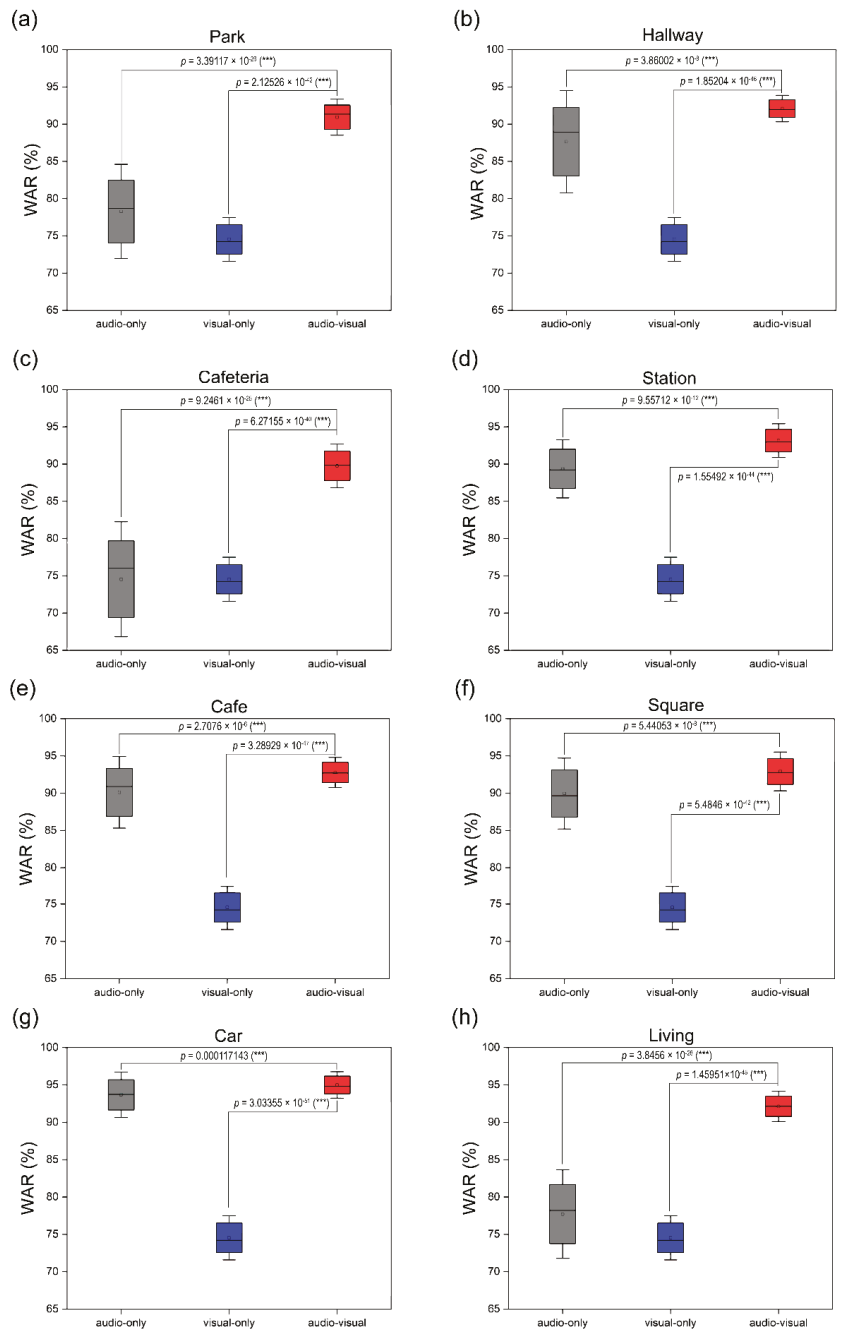 (a)
Park
p = 3.39117 × 10⁻²³ (***)
p = 2.12526 × 10⁻⁴² (***)
WAR (%)
100
95
90
85
80
75
70
65
audio-only visual-only audio-visual
(b)
Hallway
p = 3.86002 × 10⁻⁸ (***)
p = 1.85204 × 10⁻⁴⁶ (***)
WAR (%)
100
95
90
85
80
75
70
65
audio-only visual-only audio-visual
(c)
Cafeteria
p = 9.2461 × 10⁻²⁵ (***)
p = 6.27155 × 10⁻⁴⁰ (***)
WAR (%)
100
95
90
85
80
75
70
65
audio-only visual-only audio-visual
(d)
Station
p = 9.55712 × 10⁻¹² (***)
p = 1.55492 × 10⁻⁴⁴ (***)
WAR (%)
100
95
90
85
80
75
70
65
audio-only visual-only audio-visual
(e)
Cafe
p = 2.7076 × 10⁻⁶ (***)
p = 3.28929 × 10⁻⁴⁷ (***)
WAR (%)
100
95
90
85
80
75
70
65
audio-only visual-only audio-visual
(f)
Square
p = 5.44053 × 10⁻⁸ (***)
p = 5.4846 × 10⁻⁴² (***)
WAR (%)
100
95
90
85
80
75
70
65
audio-only visual-only audio-visual
(g)
Car
p = 0.000117143 (***)
p = 3.03355 × 10⁻⁵¹ (***)
WAR (%)
100
95
90
85
80
75
70
65
audio-only visual-only audio-visual
(h)
Living
p = 3.8456 × 10⁻²⁶ (***)
p = 1.45951×10⁻⁴⁵ (***)
WAR (%)
100
95
90
85
80
75
70
65
audio-only visual-only audio-visual